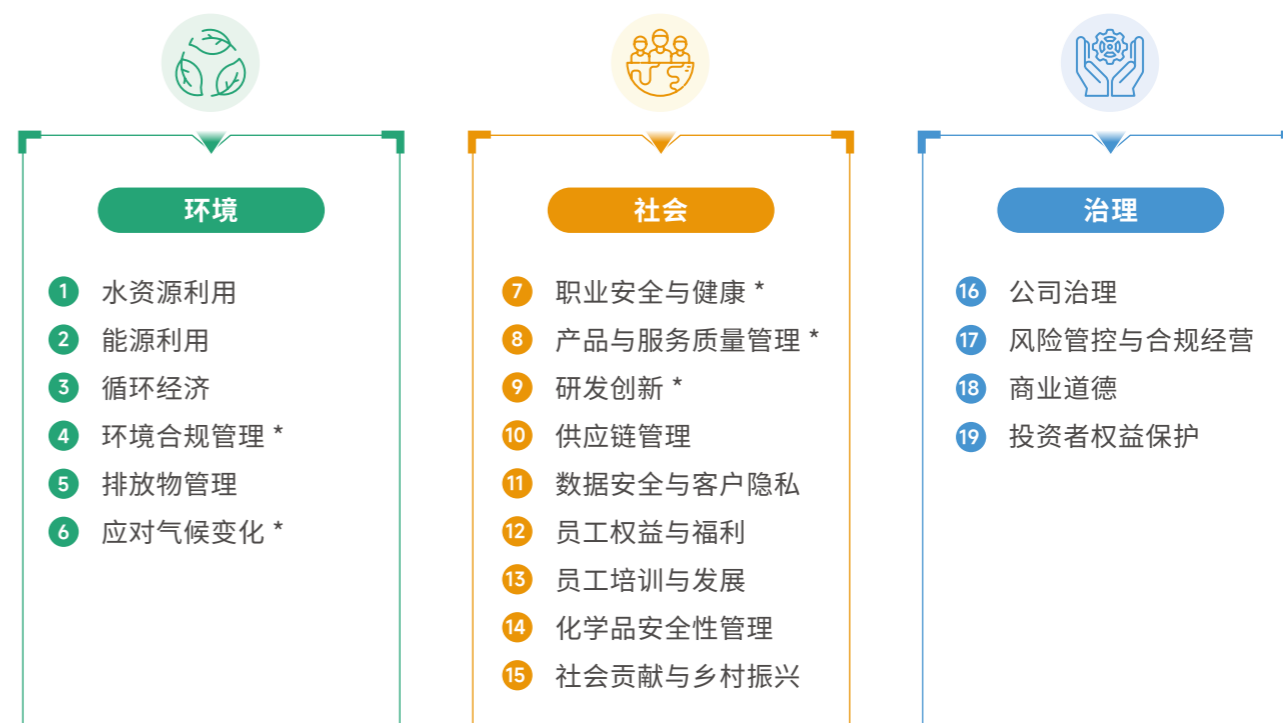 环境
1 水资源利用
2 能源利用
3 循环经济
4 环境合规管理 *
5 排放物管理
6 应对气候变化 *
社会
7 职业安全与健康 *
8 产品与服务质量管理 *
9 研发创新 *
10 供应链管理
11 数据安全与客户隐私
12 员工权益与福利
13 员工培训与发展
14 化学品安全性管理
15 社会贡献与乡村振兴
治理
16 公司治理
17 风险管控与合规经营
18 商业道德
19 投资者权益保护